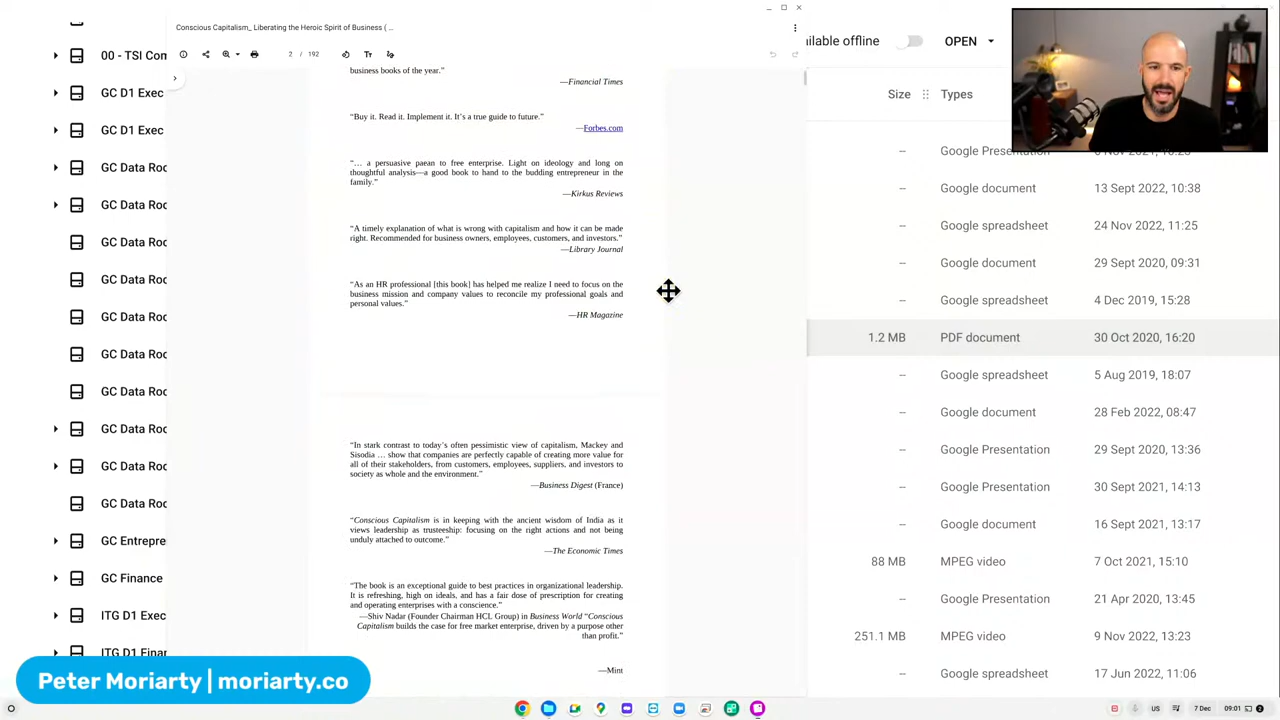 Conscious Capitalism_ Liberating the Heroic Spirit of Business ( ...
2 / 192
business books of the year.”
—Financial Times
“Buy it. Read it. Implement it. It’s a true guide to future.”
—Forbes.com
“… a persuasive paean to free enterprise. Light on ideology and long on
thoughtful analysis—a good book to hand to the budding entrepreneur in the
family.”
—Kirkus Reviews
“A timely explanation of what is wrong with capitalism and how it can be made
right. Recommended for business owners, employees, customers, and investors.”
—Library Journal
“As an HR professional [this book] has helped me realize I need to focus on the
business mission and company values to reconcile my professional goals and
personal values.”
—HR Magazine
“In stark contrast to today’s often pessimistic view of capitalism, Mackey and
Sisodia … show that companies are perfectly capable of creating more value for
all of their stakeholders, from customers, employees, suppliers, and investors to
society as whole and the environment.”
—Business Digest (France)
“Conscious Capitalism is in keeping with the ancient wisdom of India as it
views leadership as trusteeship: focusing on the right actions and not being
unduly attached to outcome.”
—The Economic Times
“The book is an exceptional guide to best practices in organizational leadership.
It is refreshing, high on ideals, and has a fair dose of prescription for creating
and operating enterprises with a conscience.”
—Shiv Nadar (Founder Chairman HCL Group) in Business World “Conscious
Capitalism builds the case for free market enterprise, driven by a purpose other
than profit.”
—Mint
00 - TSI Com
GC D1 Exec
GC D1 Exec
GC Data Roo
GC Data Roo
GC Data Roo
GC Data Roo
GC Data Roo
GC Data Roo
GC Data Roo
GC Data Roo
GC Data Roo
GC Data Roo
GC Entrepre
GC Finance
ITG D1 Exec
ITG D1 Finan
ilable offline
OPEN
Size Types
-- Google Presentation
-- Google document 13 Sept 2022, 10:38
-- Google spreadsheet 24 Nov 2022, 11:25
-- Google document 29 Sept 2020, 09:31
-- Google spreadsheet 4 Dec 2019, 15:28
1.2 MB PDF document 30 Oct 2020, 16:20
-- Google spreadsheet 5 Aug 2019, 18:07
-- Google document 28 Feb 2022, 08:47
-- Google Presentation 29 Sept 2020, 13:36
-- Google Presentation 30 Sept 2021, 14:13
-- Google document 16 Sept 2021, 13:17
88 MB MPEG video 7 Oct 2021, 15:10
-- Google Presentation 21 Apr 2020, 13:45
251.1 MB MPEG video 9 Nov 2022, 13:23
-- Google spreadsheet 17 Jun 2022, 11:06
Peter Moriarty | moriarty.co
US 7 Dec 09:01 2